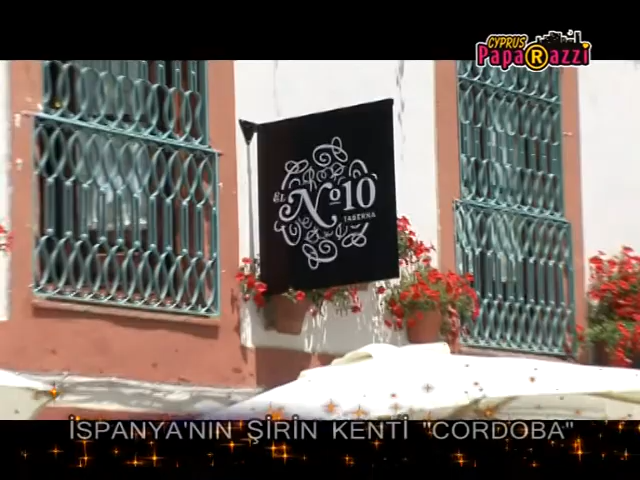 CYPRUS
PapaRazzi
EL
Nº10
TABERNA
İSPANYA'NIN ŞİRİN KENTİ "CORDOBA"